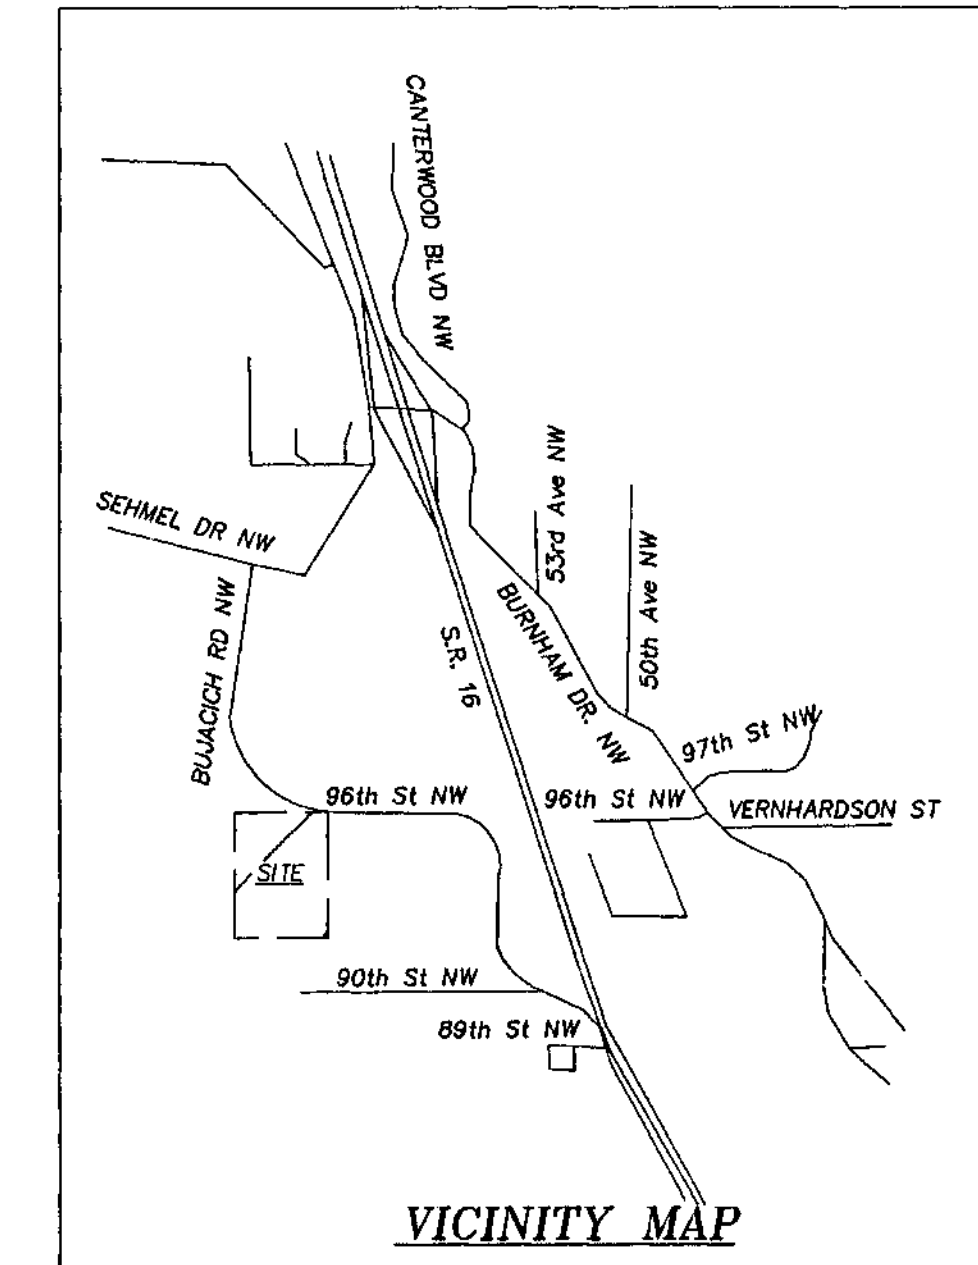 CANTERWOOD BLVD NW
SEHMEL DR NW
53rd Ave NW
50th Ave NW
BUJACICH RD NW
S.R. 16
BURNHAM DR. NW
97th St NW
96th St NW
96th St NW
VERNHARDSON ST
SITE
90th St NW
89th St NW
VICINITY MAP